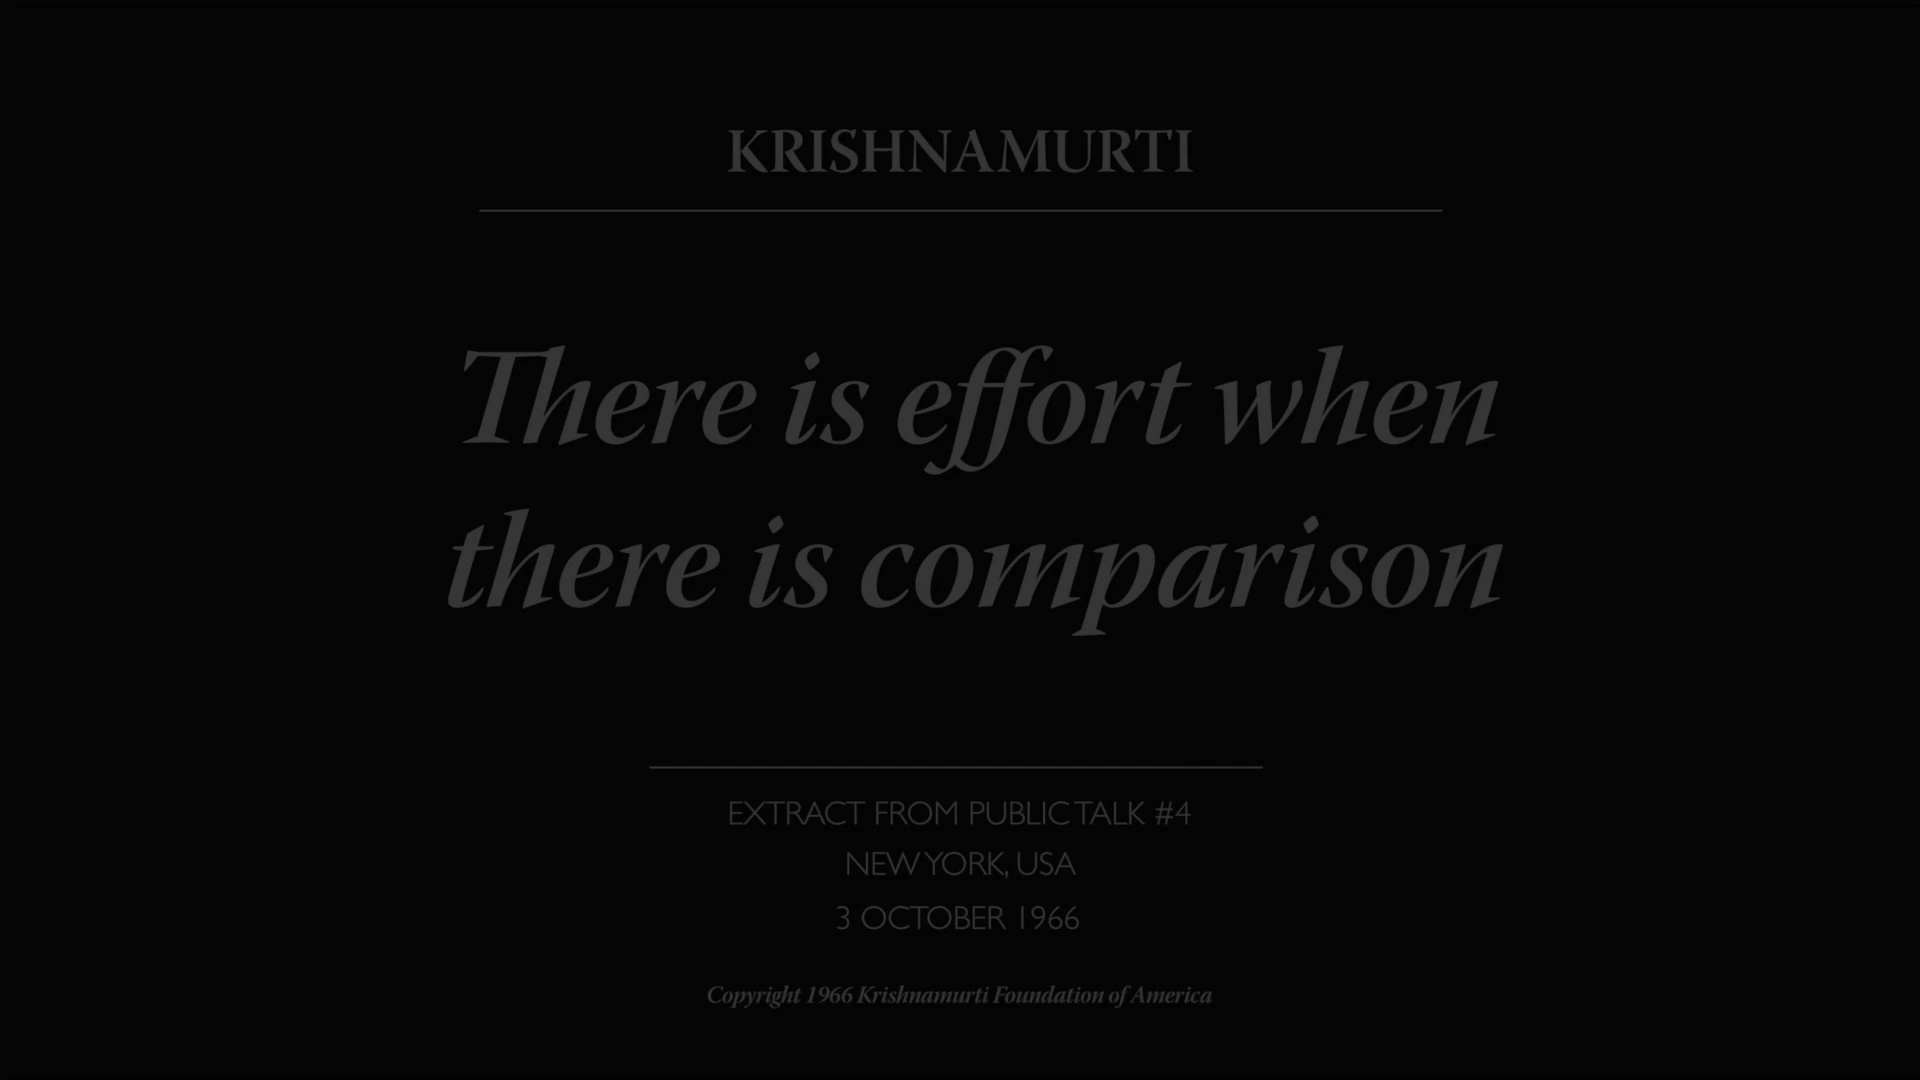 KRISHNAMURTI
There is effort when
there is comparison
EXTRACT FROM PUBLIC TALK #4
NEW YORK, USA
3 OCTOBER 1966
Copyright 1966 Krishnamurti Foundation of America